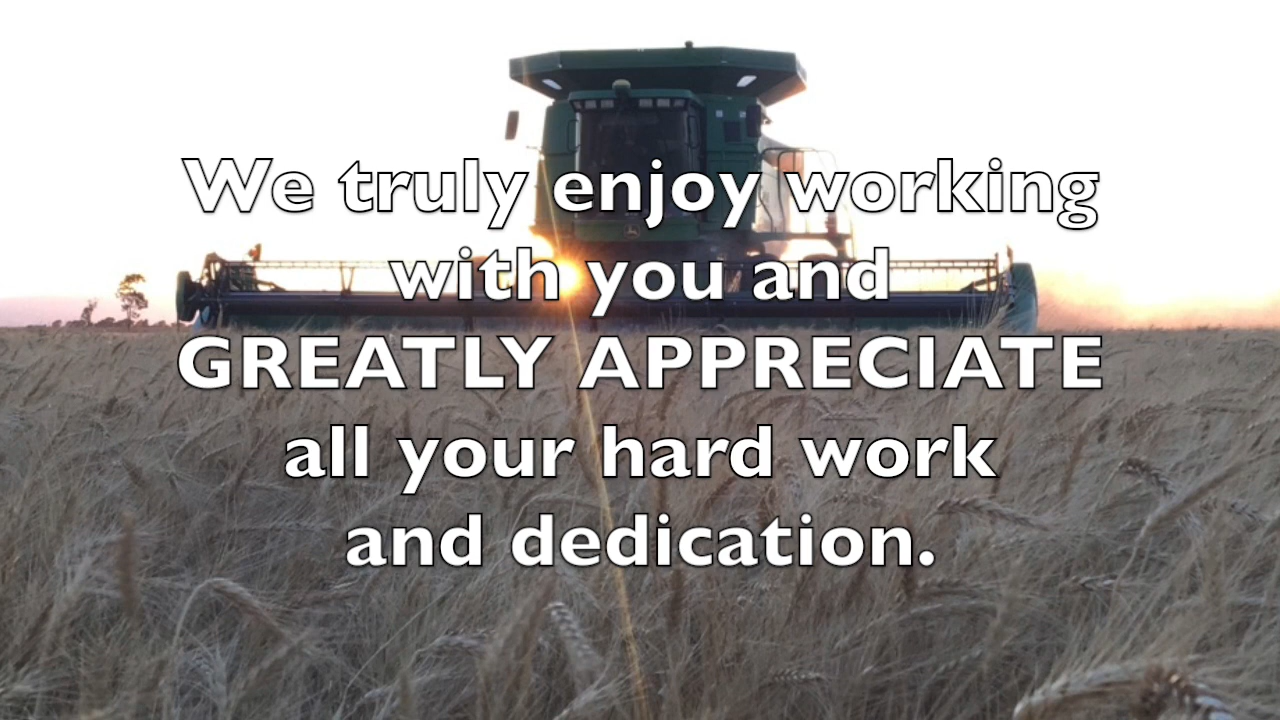 We truly enjoy working
with you and
GREATLY APPRECIATE
all your hard work
and dedication.